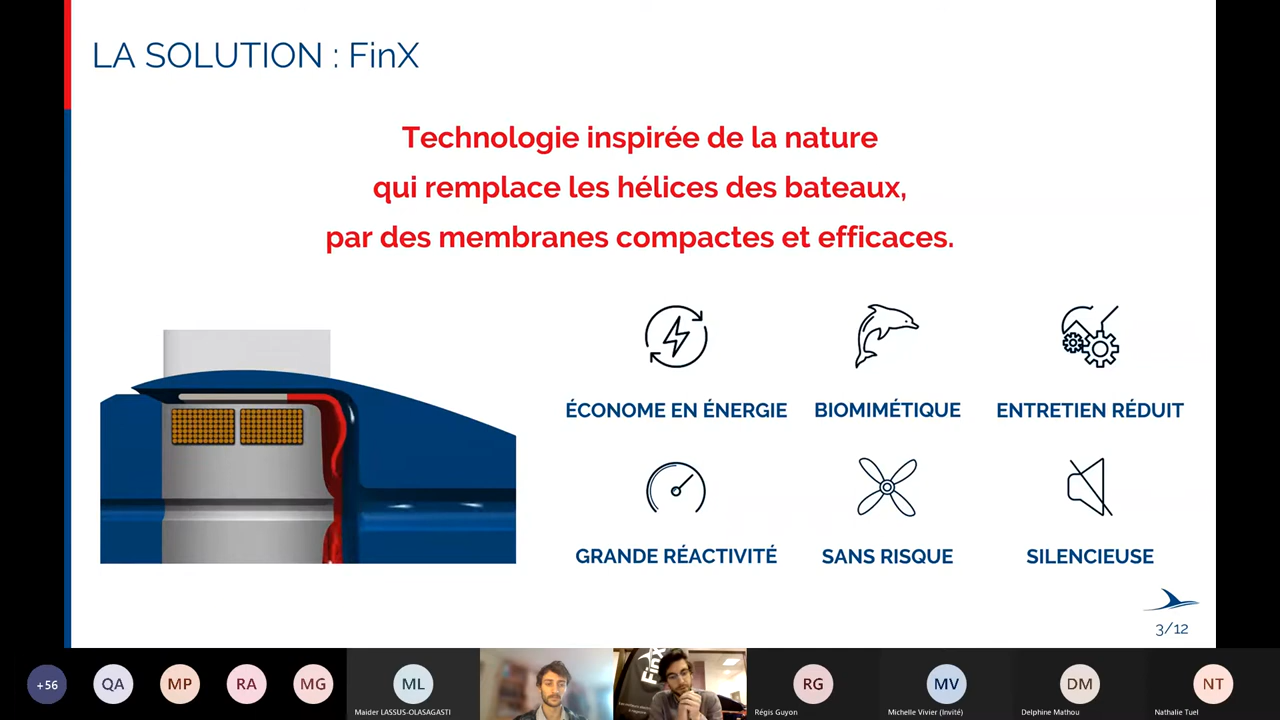 LA SOLUTION : FinX
Technologie inspirée de la nature
qui remplace les hélices des bateaux,
par des membranes compactes et efficaces.
ÉCONOME EN ÉNERGIE
BIOMIMÉTIQUE
ENTRETIEN RÉDUIT
GRANDE RÉACTIVITÉ
SANS RISQUE
SILENCIEUSE
3/12
+56
QA
MP
RA
MG
ML
Maider LASSUS-OLASAGASTI
FinX
RG
Régis Guyon
MV
Michelle Vivier (Invité)
DM
Delphine Mathou
NT
Nathalie Tuel